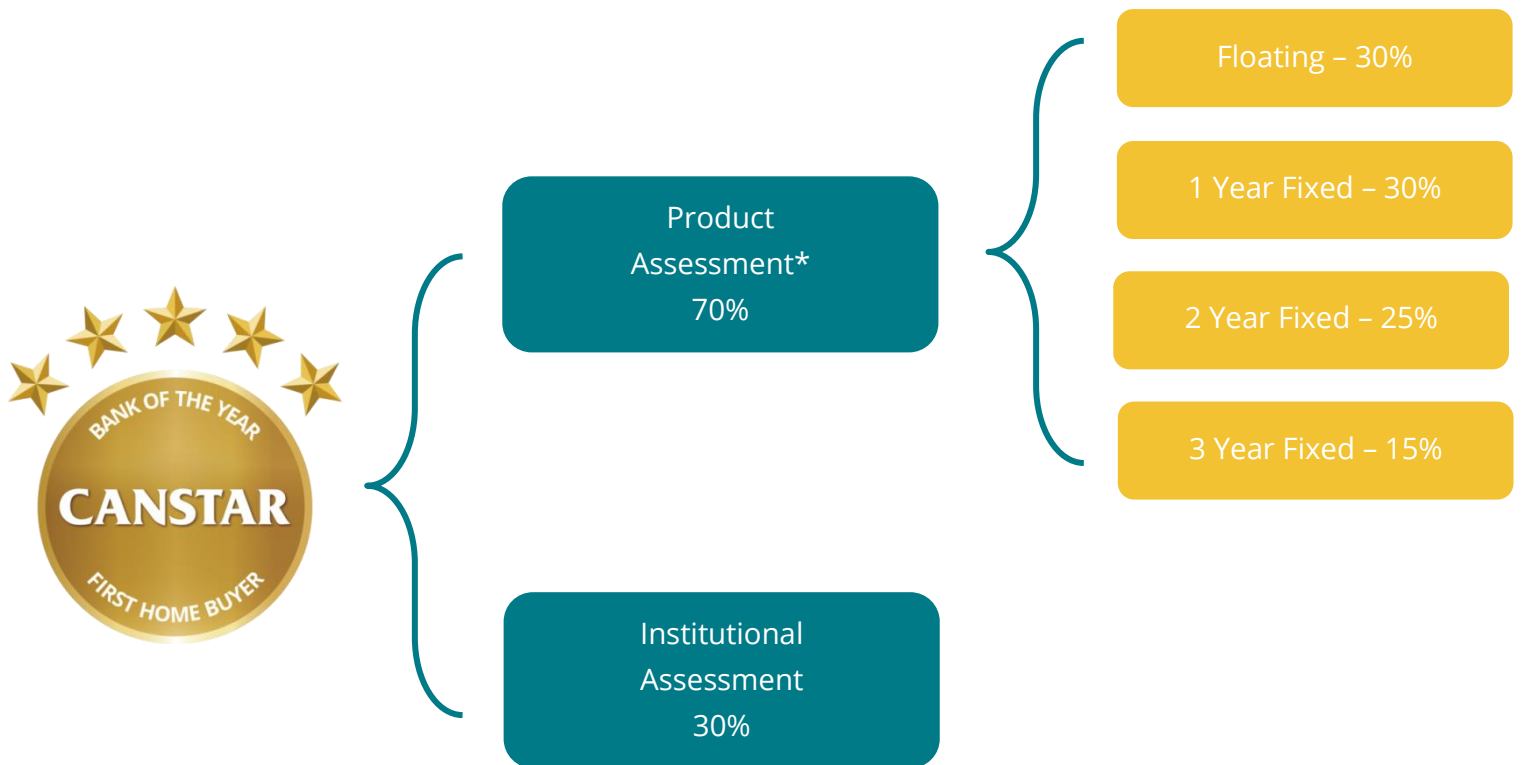 BANK OF THE YEAR
CANSTAR
FIRST HOME BUYER
Product
Assessment*
70%
Institutional
Assessment
30%
Floating – 30%
1 Year Fixed – 30%
2 Year Fixed – 25%
3 Year Fixed – 15%